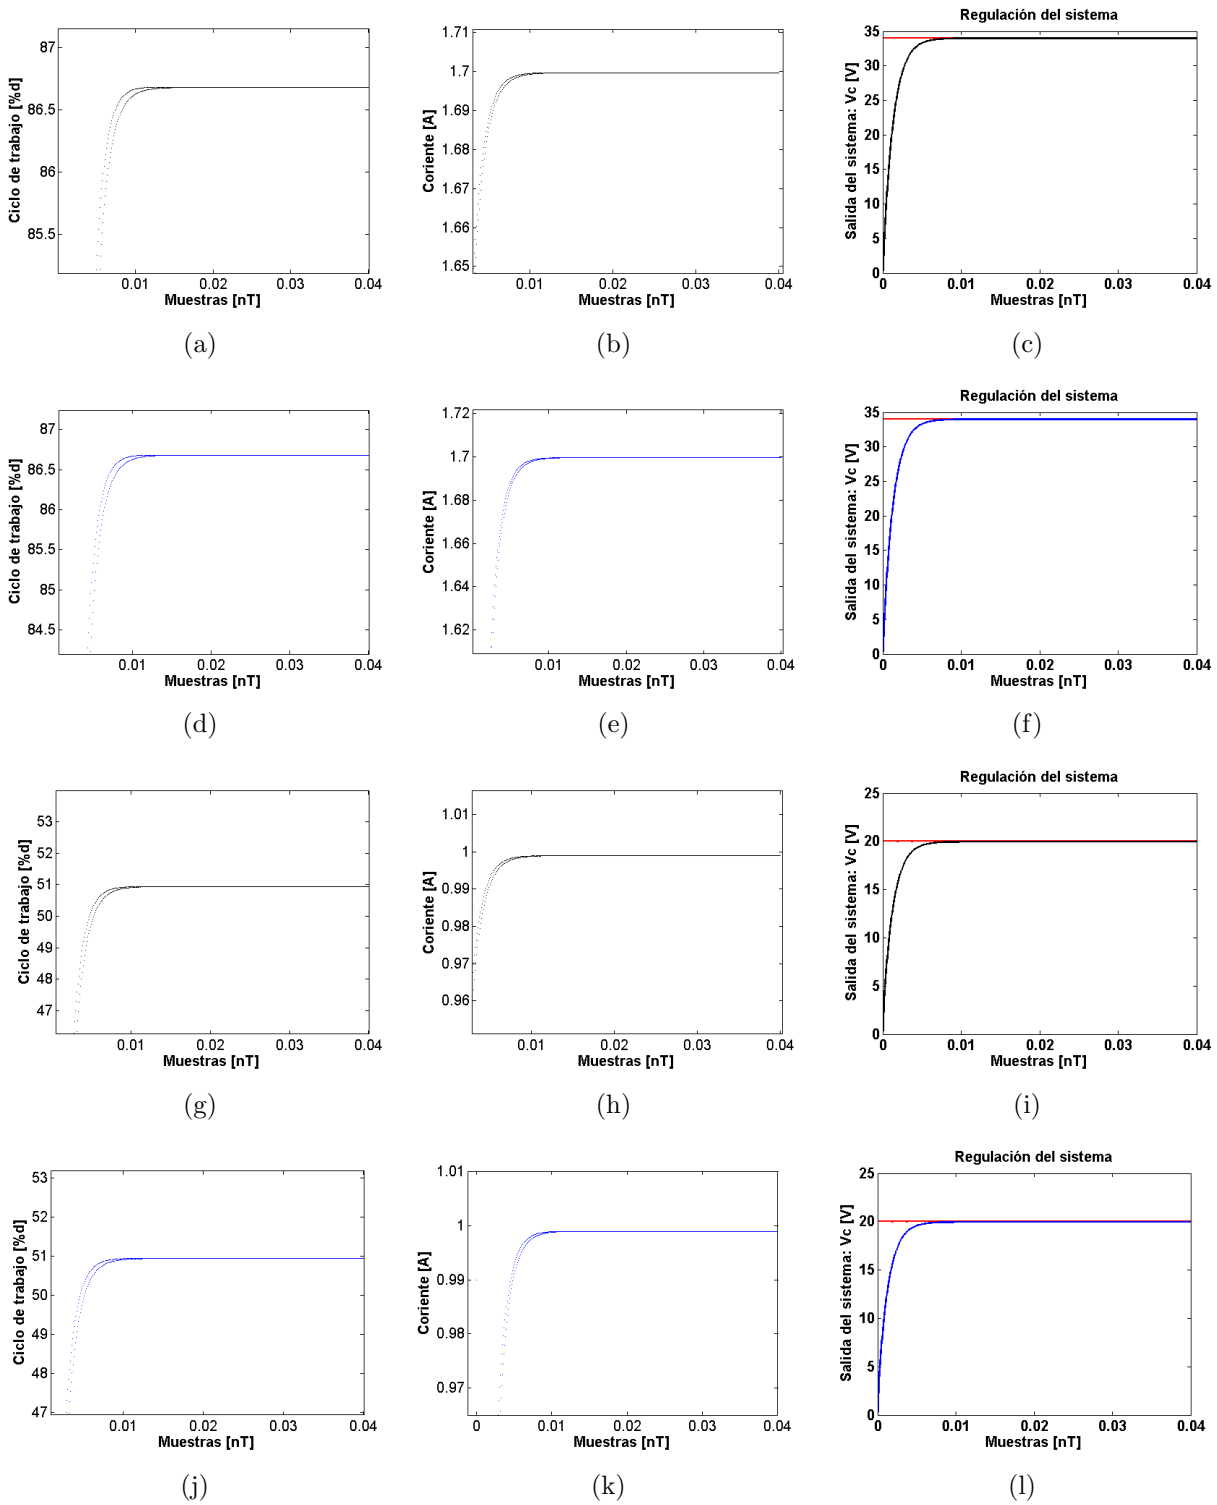 Regulación del sistema
Ciclo de trabajo [%d]
87
86.5
86
85.5
0.01 0.02 0.03 0.04
Muestras [nT]
(a)
Coriente [A]
1.71
1.7
1.69
1.68
1.67
1.66
1.65
0.01 0.02 0.03 0.04
Muestras [nT]
(b)
Salida del sistema: Vc [V]
35
30
25
20
15
10
5
0
0 0.01 0.02 0.03 0.04
Muestras [nT]
(c)
Ciclo de trabajo [%d]
87
86.5
86
85.5
85
84.5
0.01 0.02 0.03 0.04
Muestras [nT]
(d)
Coriente [A]
1.72
1.7
1.68
1.66
1.64
1.62
0.01 0.02 0.03 0.04
Muestras [nT]
(e)
Regulación del sistema
Salida del sistema: Vc [V]
35
30
25
20
15
10
5
0
0 0.01 0.02 0.03 0.04
Muestras [nT]
(f)
Ciclo de trabajo [%d]
53
52
51
50
49
48
47
0.01 0.02 0.03 0.04
Muestras [nT]
(g)
Coriente [A]
1.01
1
0.99
0.98
0.97
0.96
0.01 0.02 0.03 0.04
Muestras [nT]
(h)
Regulación del sistema
Salida del sistema: Vc [V]
25
20
15
10
5
0
0 0.01 0.02 0.03 0.04
Muestras [nT]
(i)
Ciclo de trabajo [%d]
53
52
51
50
49
48
47
0.01 0.02 0.03 0.04
Muestras [nT]
(j)
Coriente [A]
1.01
1
0.99
0.98
0.97
0 0.01 0.02 0.03 0.04
Muestras [nT]
(k)
Regulación del sistema
Salida del sistema: Vc [V]
25
20
15
10
5
0
0 0.01 0.02 0.03 0.04
Muestras [nT]
(l)